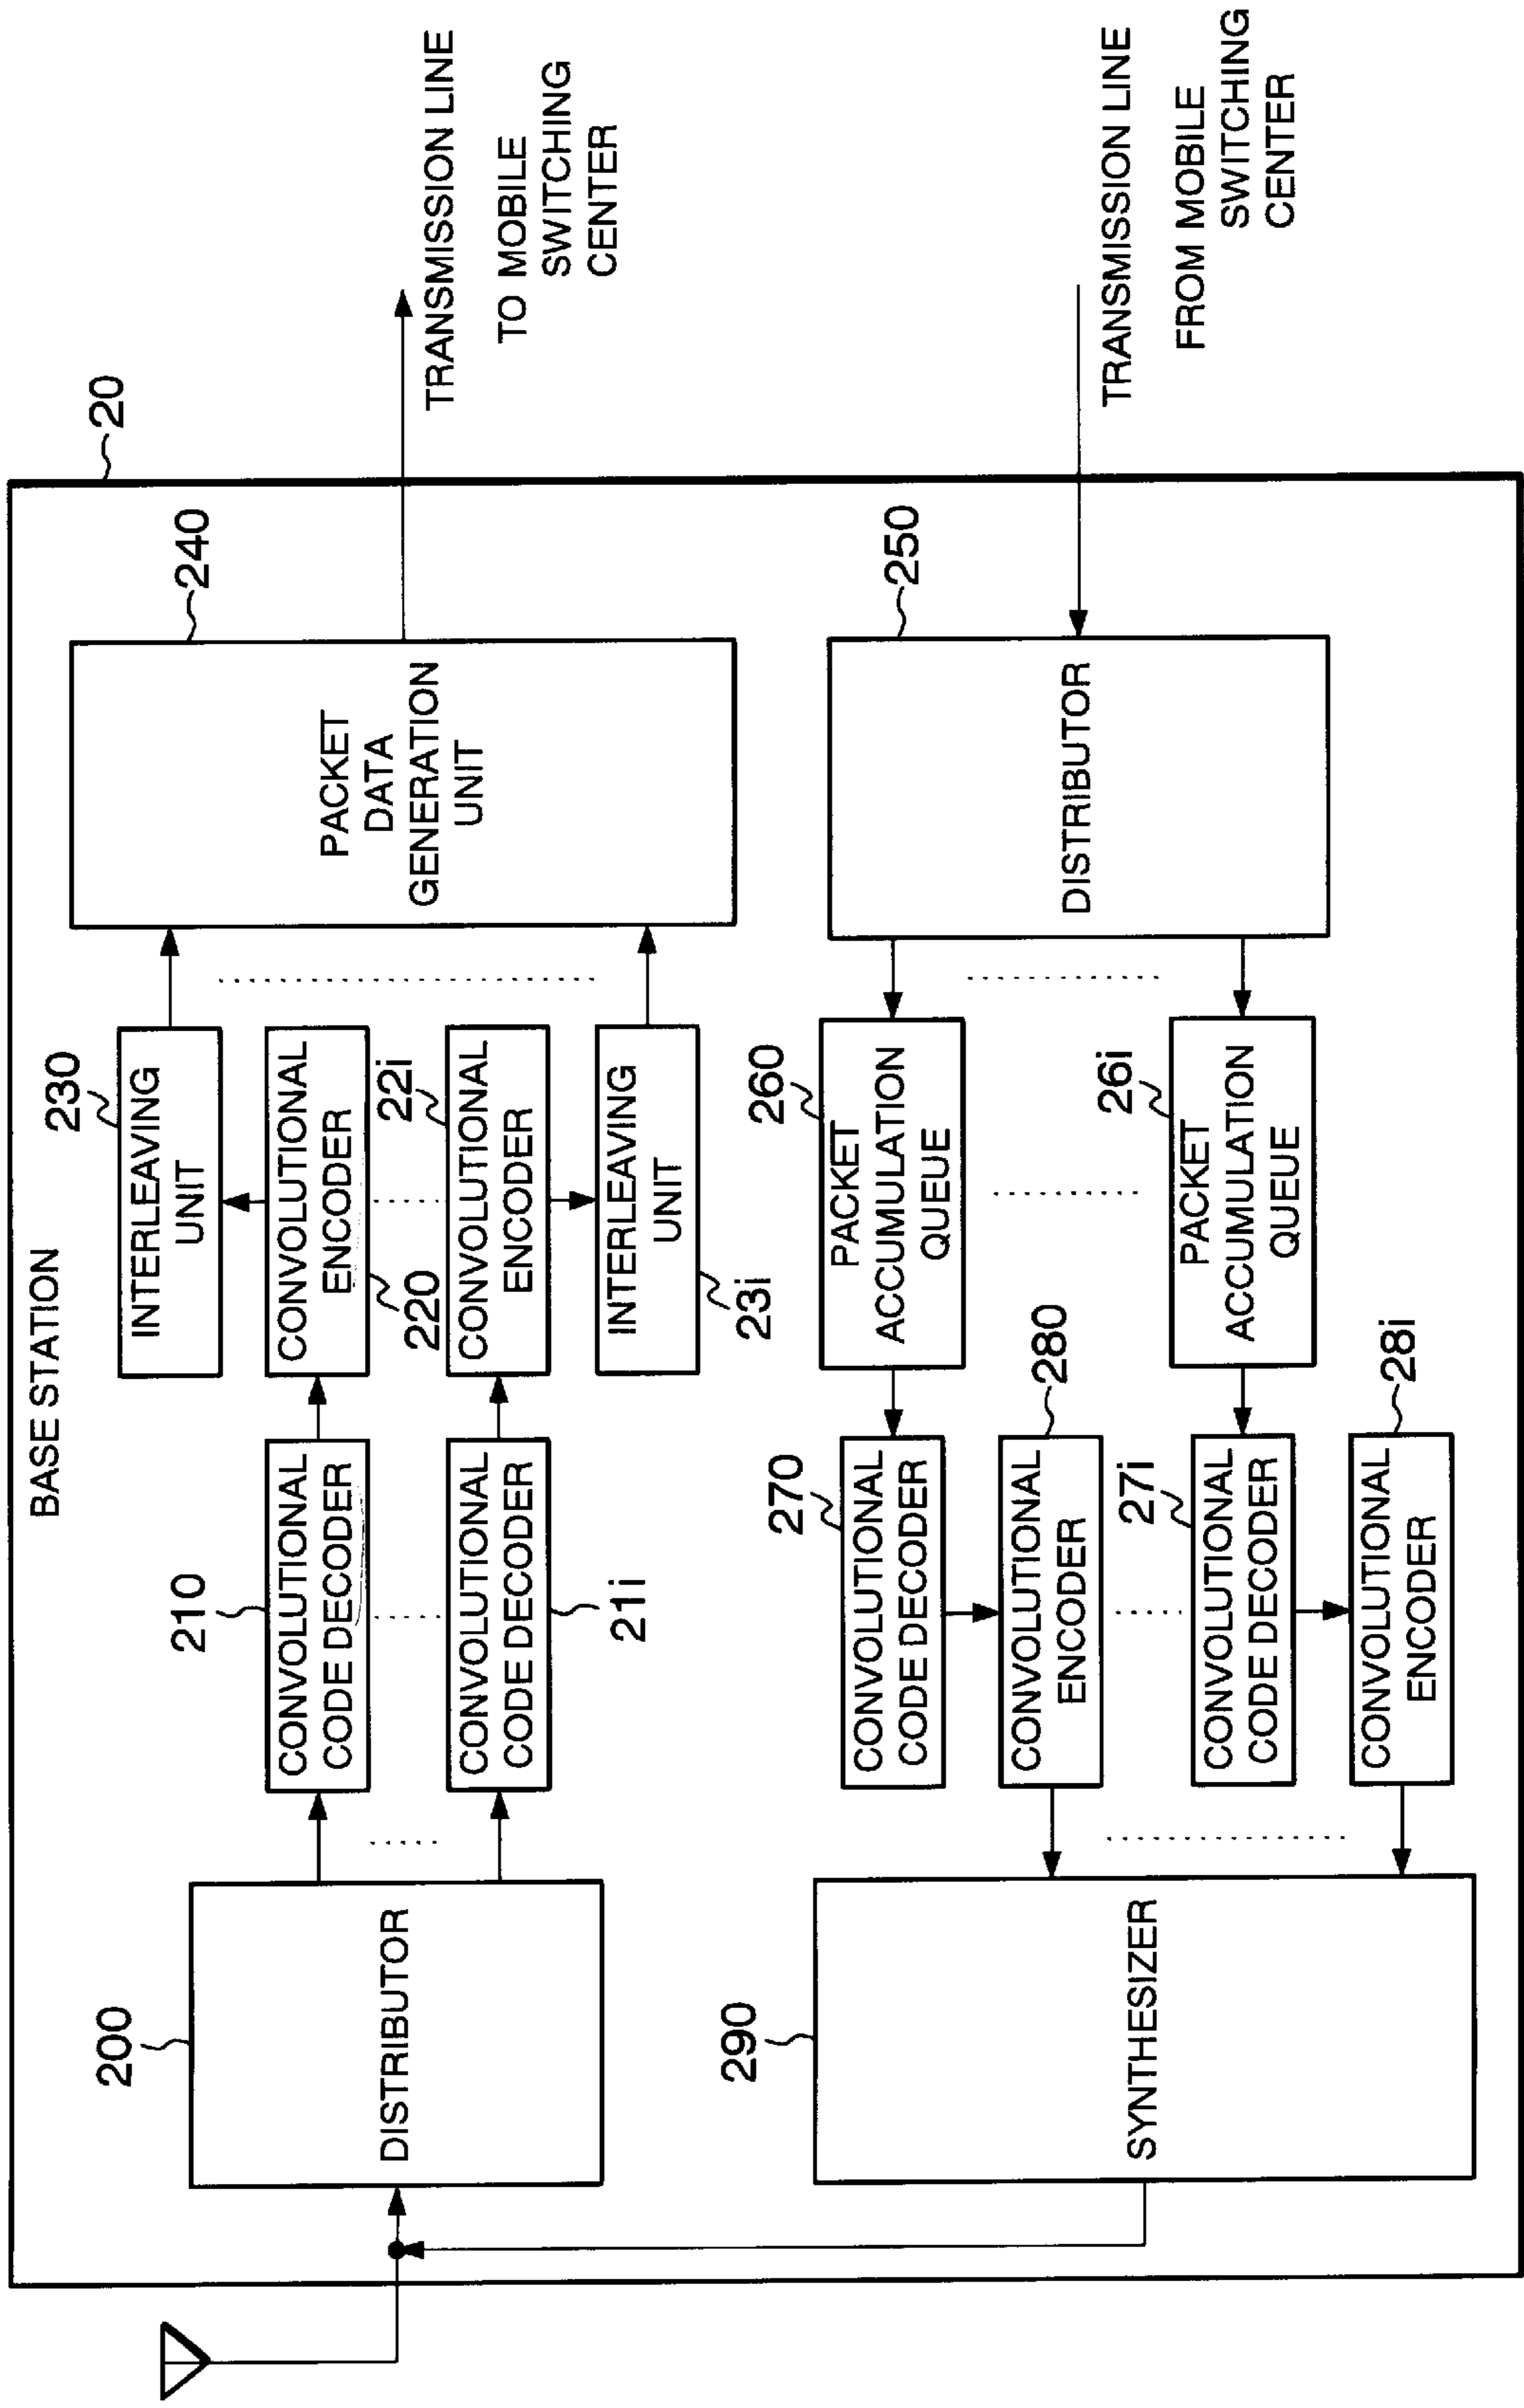 BASE STATION
20
200
DISTRIBUTOR
210
CONVOLUTIONAL
CODE DECODER
CONVOLUTIONAL
CODE DECODER
21i
230
INTERLEAVING
UNIT
CONVOLUTIONAL
ENCODER
220
22i
CONVOLUTIONAL
ENCODER
INTERLEAVING
UNIT
23i
240
PACKET
DATA
GENERATION
UNIT
TRANSMISSION LINE
TO MOBILE
SWITCHING
CENTER
290
SYNTHESIZER
270
CONVOLUTIONAL
CODE DECODER
280
CONVOLUTIONAL
ENCODER
27i
CONVOLUTIONAL
CODE DECODER
28i
CONVOLUTIONAL
ENCODER
260
PACKET
ACCUMULATION
QUEUE
26i
PACKET
ACCUMULATION
QUEUE
250
DISTRIBUTOR
TRANSMISSION LINE
FROM MOBILE
SWITCHING
CENTER